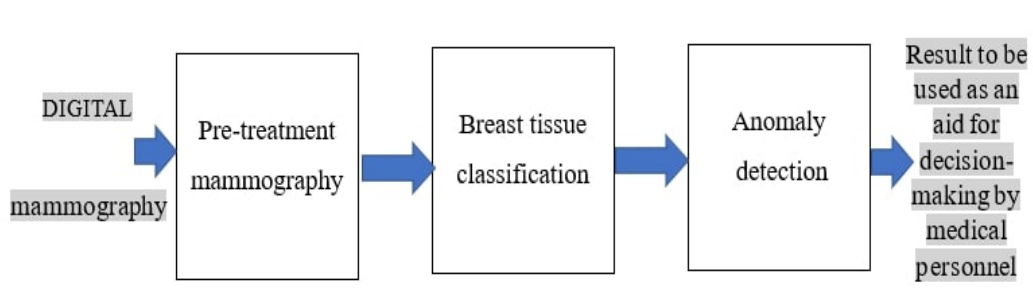 DIGITAL
mammography
Pre-treatment
mammography
Breast tissue
classification
Anomaly
detection
Result to be
used as an
aid for
decision-
making by
medical
personnel